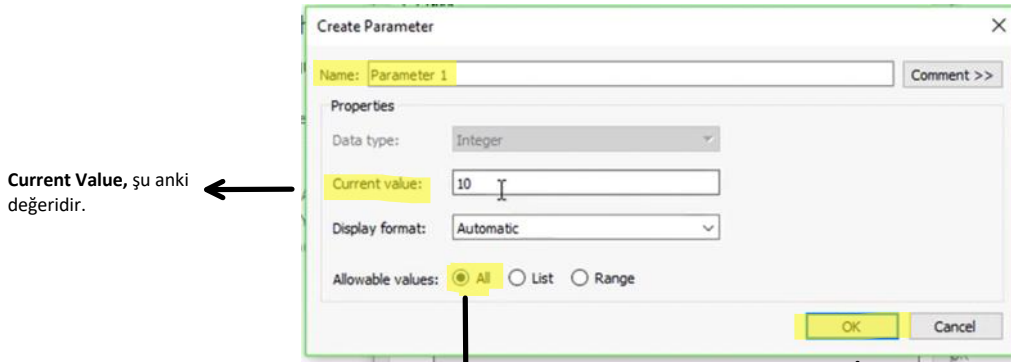 Create Parameter
Name: Parameter 1
Comment >>
Properties
Data type: Integer
Current value: 10
Display format: Automatic
Allowable values: All List Range
OK Cancel
Current Value, şu anki
değeridir.